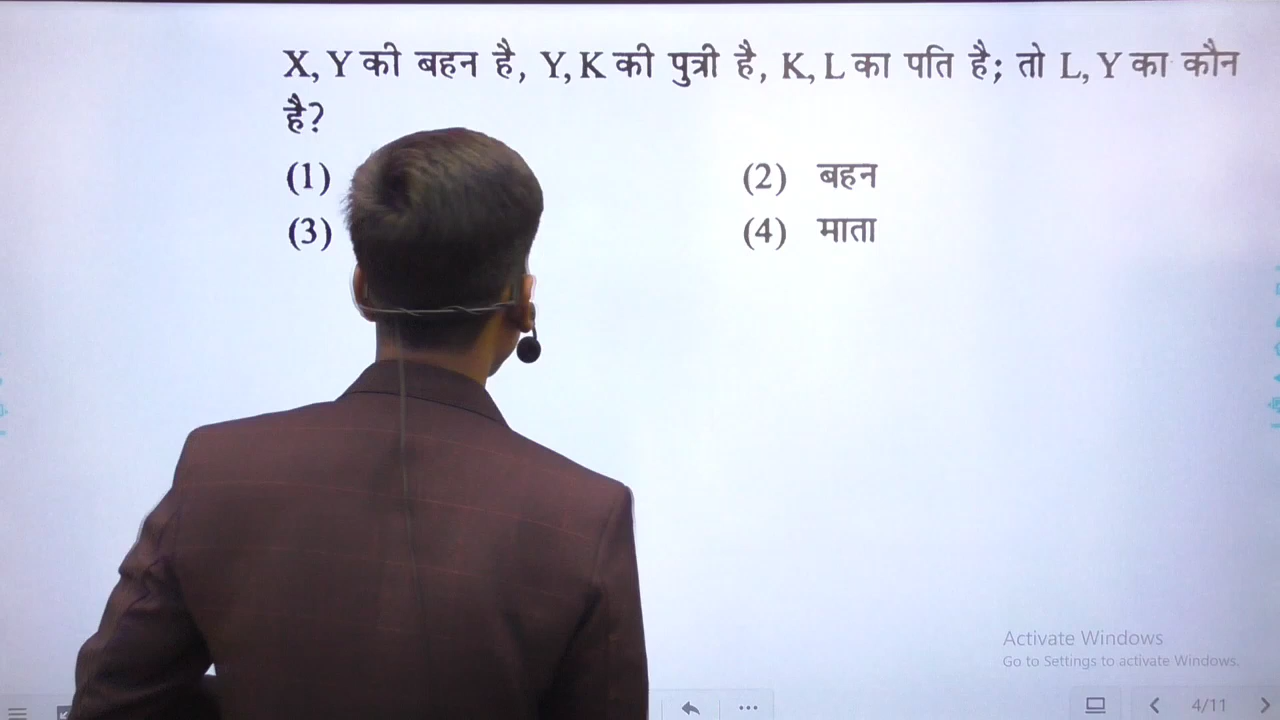 X, Y की बहन है, Y, K की पुत्री है, K, L का पति है; तो L, Y का कौन
है?
(1) (2) बहन
(3) (4) माता
Activate Windows
Go to Settings to activate Windows.
4/11